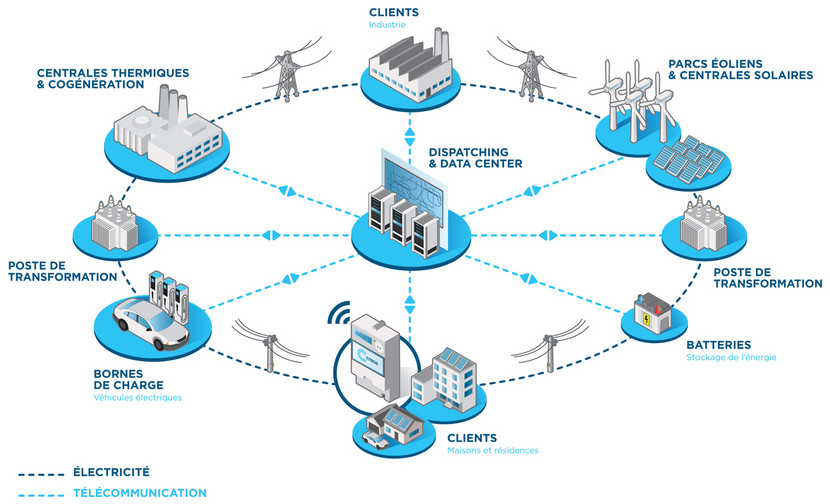 CLIENTS
Industrie
CENTRALES THERMIQUES
& COGÉNÉRATION
PARCS ÉOLIENS
& CENTRALES SOLAIRES
DISPATCHING
& DATA CENTER
POSTE DE
TRANSFORMATION
POSTE DE
TRANSFORMATION
BORNES
DE CHARGE
Véhicules électriques
BATTERIES
Stockage de l'énergie
CLIENTS
Maisons et résidences
ÉLECTRICITÉ
TÉLÉCOMMUNICATION